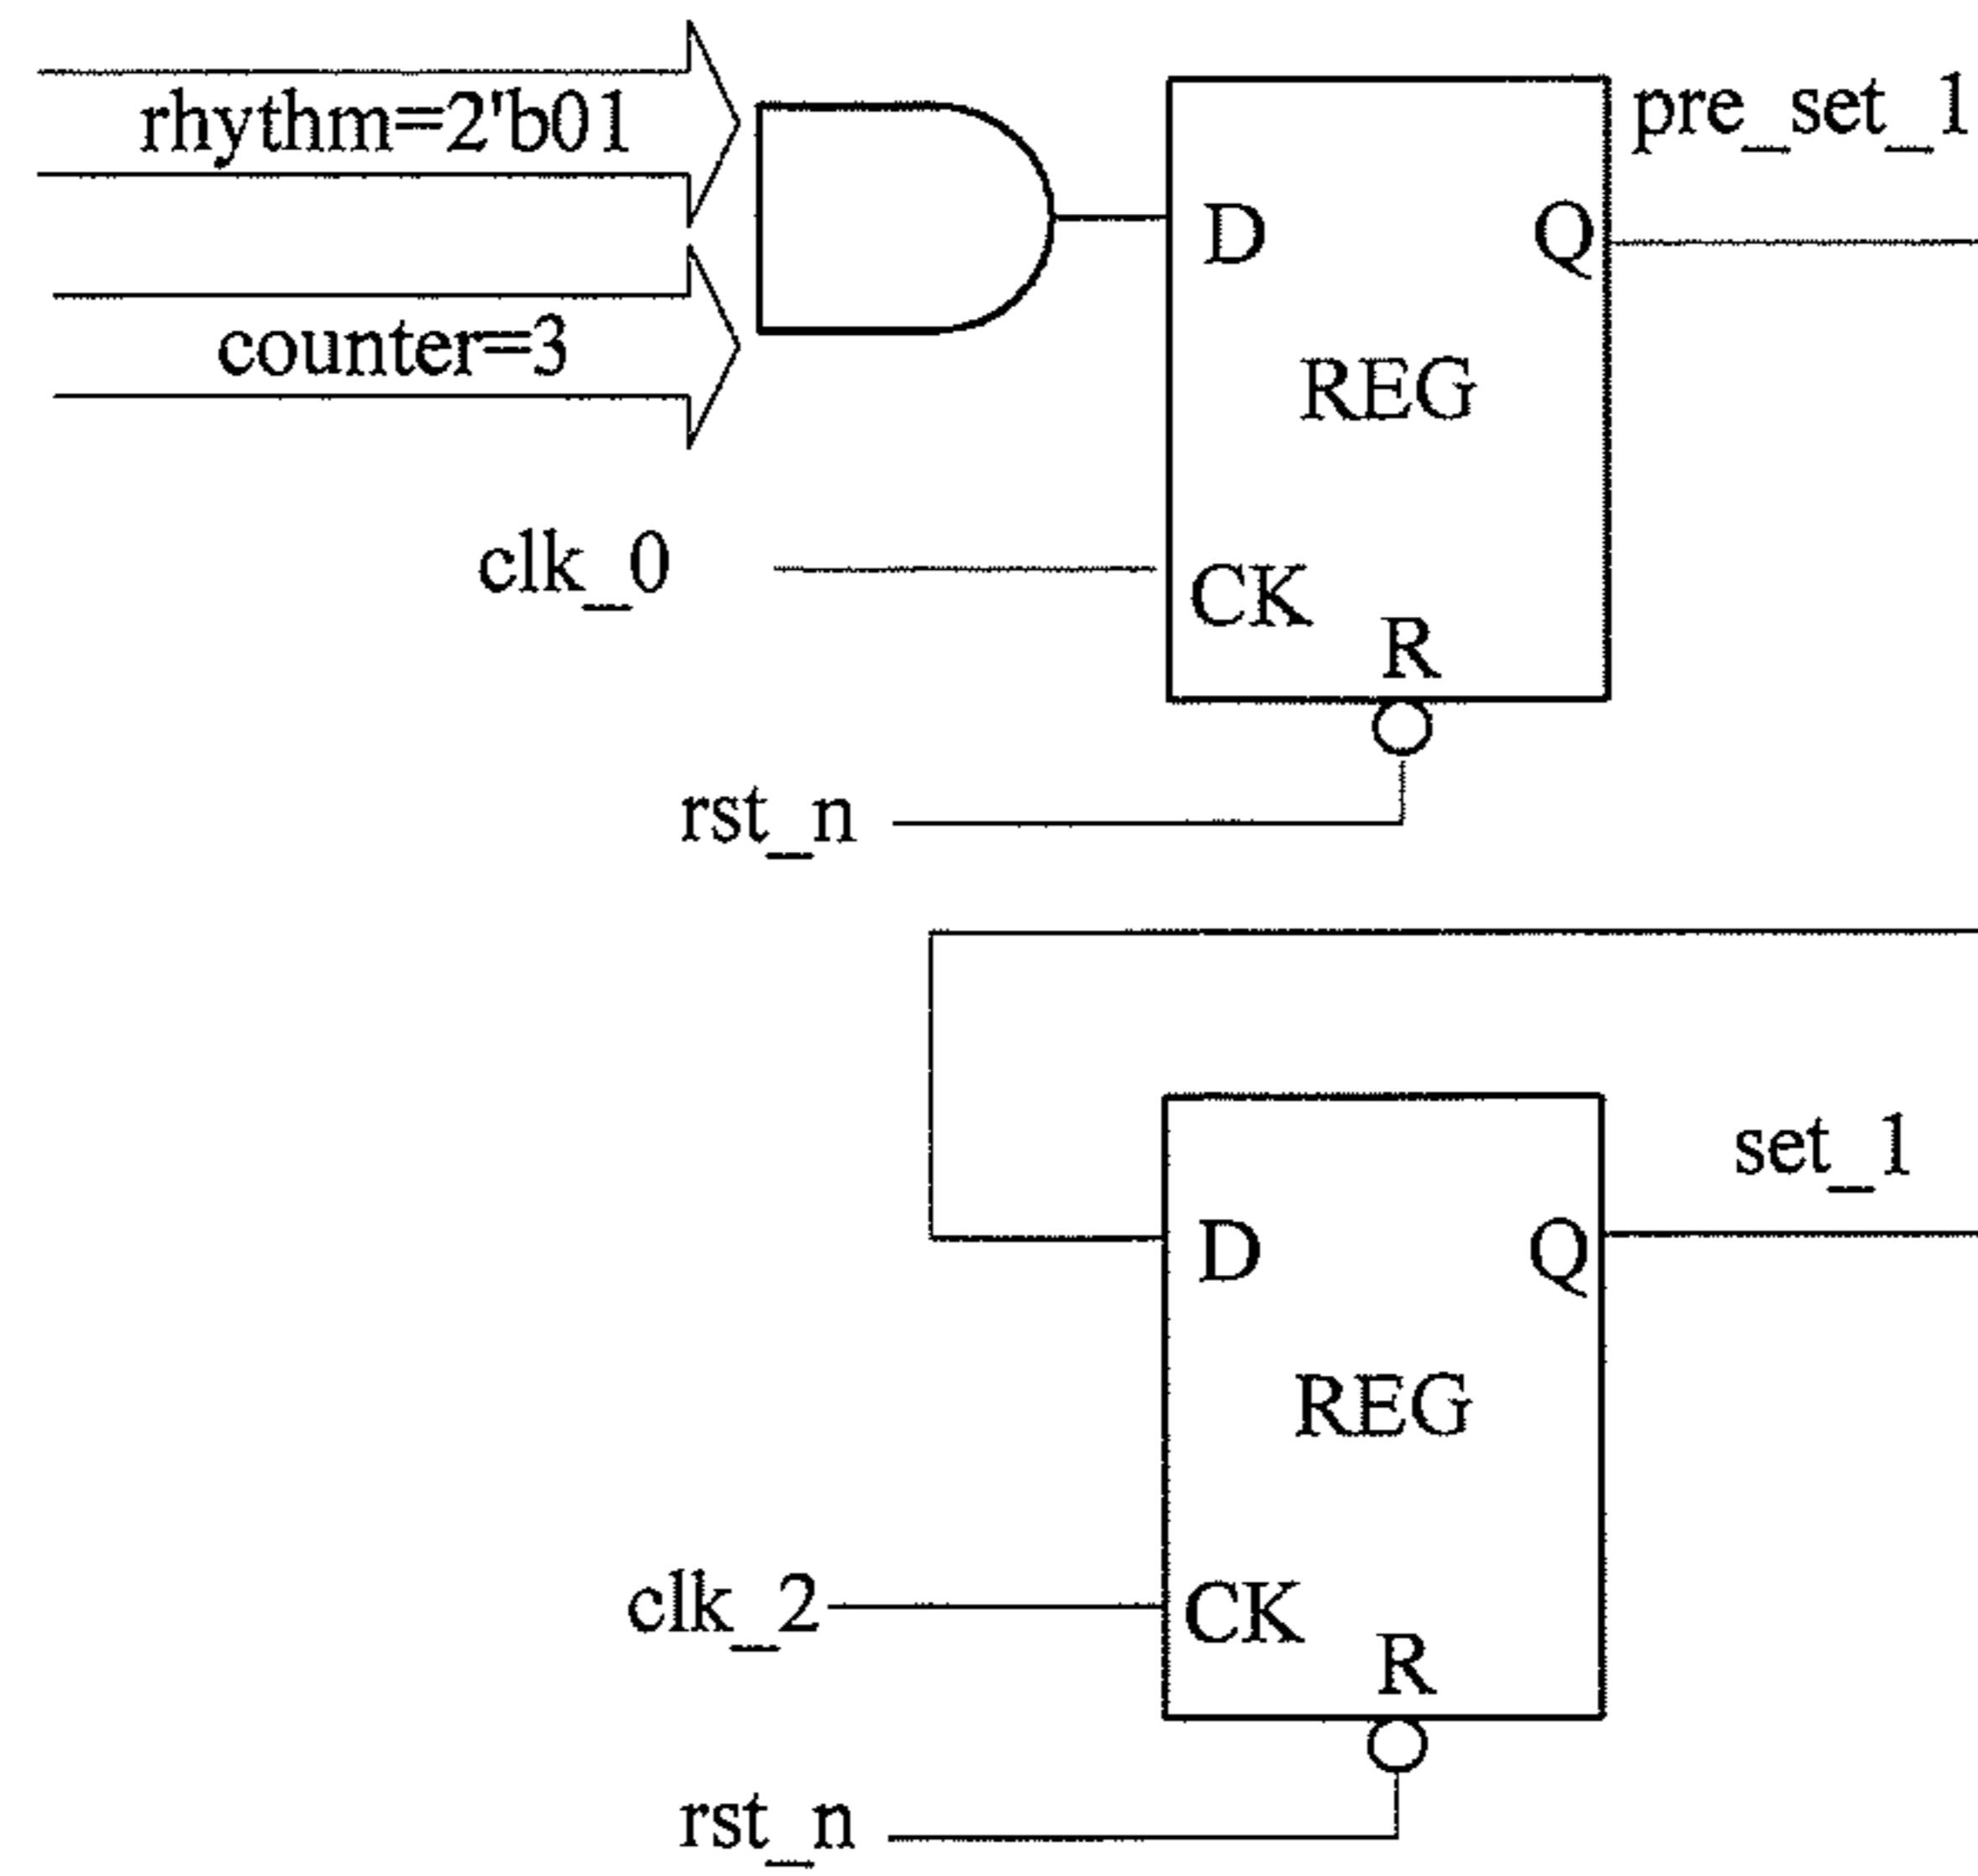 rhythm=2'b01
pre_set_1
D
Q
counter=3
REG
clk_0
CK
R
rst_n
set_1
D
Q
REG
clk_2
CK
R
rst_n